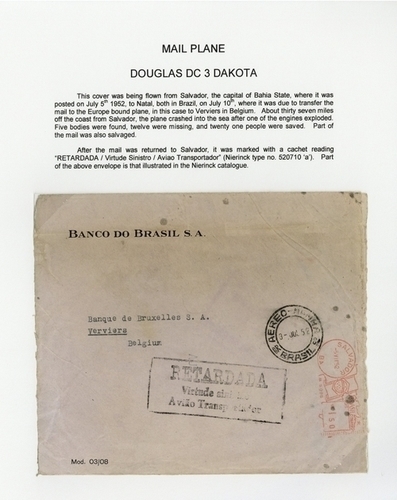 MAIL PLANE
DOUGLAS DC 3 DAKOTA
This cover was being flown from Salvador, the capital of Bahia State, where it was
posted on July 5th 1952, to Natal, both in Brazil, on July 10th, where it was due to transfer the
mail to the Europe bound plane, in this case to Verviers in Belgium. About thirty seven miles
off the coast from Salvador, the plane crashed into the sea after one of the engines exploded.
Five bodies were found, twelve were missing, and twenty one people were saved. Part of
the mail was also salvaged.
After the mail was returned to Salvador, it was marked with a cachet reading
"RETARDADA / Virtude Sinistro / Aviao Transportador" (Nierinck type no. 520710 'a'). Part
of the above envelope is that illustrated in the Nierinck catalogue.
BANCO DO BRASIL S.A.
Banque de Bruxelles S. A.
Verviers
Belgium
AEREO
BRASIL
SALVADOR
RETARDADA
Virtude
Avião Transportador
Mod. 03/08